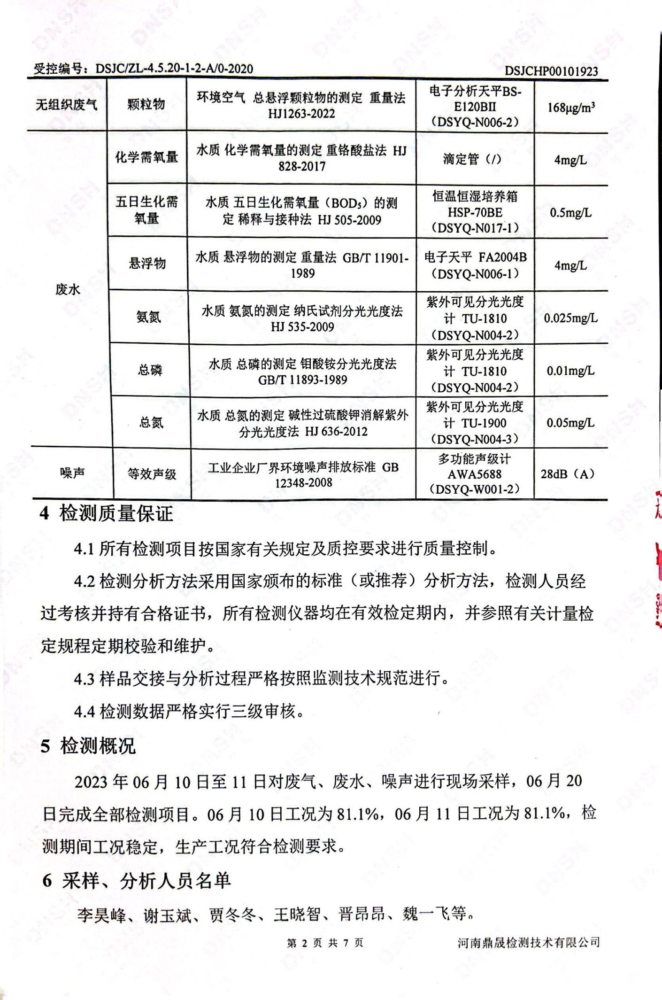 受控编号：DSJC/ZL-4.5.20-1-2-A/0-2020
DSJCHP00101923
无组织废气
颗粒物
环境空气 总悬浮颗粒物的测定 重量法
HJ1263-2022
电子分析天平BS-
E120BII
（DSYQ-N006-2）
168μg/m³
废水
化学需氧量
水质 化学需氧量的测定 重铬酸盐法 HJ
828-2017
滴定管（/）
4mg/L
五日生化需
氧量
水质 五日生化需氧量（BOD₅）的测
定 稀释与接种法 HJ 505-2009
恒温恒湿培养箱
HSP-70BE
（DSYQ-N017-1）
0.5mg/L
悬浮物
水质 悬浮物的测定 重量法 GB/T 11901-
1989
电子天平 FA2004B
（DSYQ-N006-1）
4mg/L
氨氮
水质 氨氮的测定 纳氏试剂分光光度法
HJ 535-2009
紫外可见分光光度
计 TU-1810
（DSYQ-N004-2）
0.025mg/L
总磷
水质 总磷的测定 钼酸铵分光光度法
GB/T 11893-1989
紫外可见分光光度
计 TU-1810
（DSYQ-N004-2）
0.01mg/L
总氮
水质 总氮的测定 碱性过硫酸钾消解紫外
分光光度法 HJ 636-2012
紫外可见分光光度
计 TU-1900
（DSYQ-N004-3）
0.05mg/L
噪声
等效声级
工业企业厂界环境噪声排放标准 GB
12348-2008
多功能声级计
AWA5688
（DSYQ-W001-2）
28dB（A）
4 检测质量保证
4.1 所有检测项目按国家有关规定及质控要求进行质量控制。
4.2 检测分析方法采用国家颁布的标准（或推荐）分析方法，检测人员经
过考核并持有合格证书，所有检测仪器均在有效检定期内，并参照有关计量检
定规程定期校验和维护。
4.3 样品交接与分析过程严格按照监测技术规范进行。
4.4 检测数据严格实行三级审核。
5 检测概况
2023 年 06 月 10 日至 11 日对废气、废水、噪声进行现场采样，06 月 20
日完成全部检测项目。06 月 10 日工况为 81.1%，06 月 11 日工况为 81.1%，检
测期间工况稳定，生产工况符合检测要求。
6 采样、分析人员名单
李昊峰、谢玉斌、贾冬冬、王晓智、晋昂昂、魏一飞等。
第 2 页 共 7 页
河南鼎晟检测技术有限公司